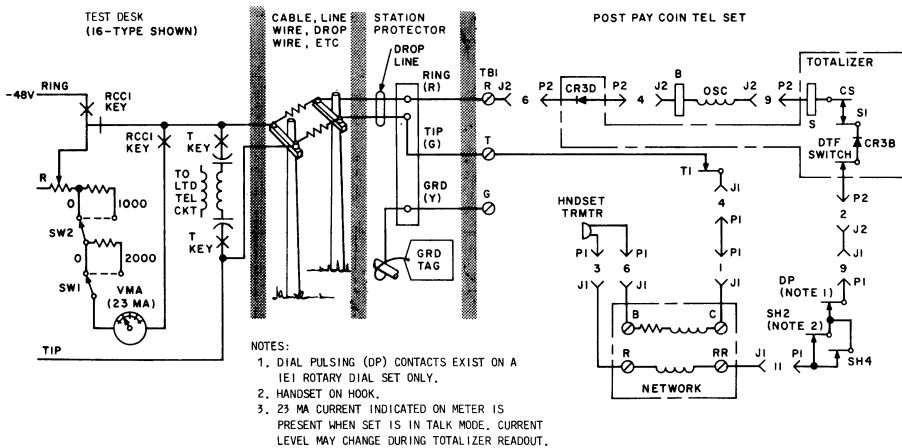 TEST DESK
(16-TYPE SHOWN)
CABLE, LINE
WIRE, DROP
WIRE, ETC
STATION
PROTECTOR
POST PAY COIN TEL SET
DROP
LINE
TOTALIZER
-48V
RING
RCCI
KEY
RCCI
KEY
T
KEY
TO
LTD
TEL
CKT
T
KEY
R
0
1000
SW2
0
2000
SW1
VMA
(23 MA)
TIP
RING
(R)
TIP
(G)
GRD
(Y)
GRD
TAG
TB1
R
J2
6
P2
CR3D
P2
4
J2
B
OSC
J2
9
P2
S
CS
S1
CR3B
DTF
SWITCH
P2
2
J2
J1
9
P1
DP
(NOTE 1)
SH2
(NOTE 2)
SH4
T
G
T1
J1
4
P1
P1
1
J1
HNDSET
TRMTR
P1
3
J1
P1
6
J1
B
C
R
RR
NETWORK
J1
11
P1
NOTES:
1. DIAL PULSING (DP) CONTACTS EXIST ON A
1E1 ROTARY DIAL SET ONLY.
2. HANDSET ON HOOK.
3. 23 MA CURRENT INDICATED ON METER IS
PRESENT WHEN SET IS IN TALK MODE. CURRENT
LEVEL MAY CHANGE DURING TOTALIZER READOUT.